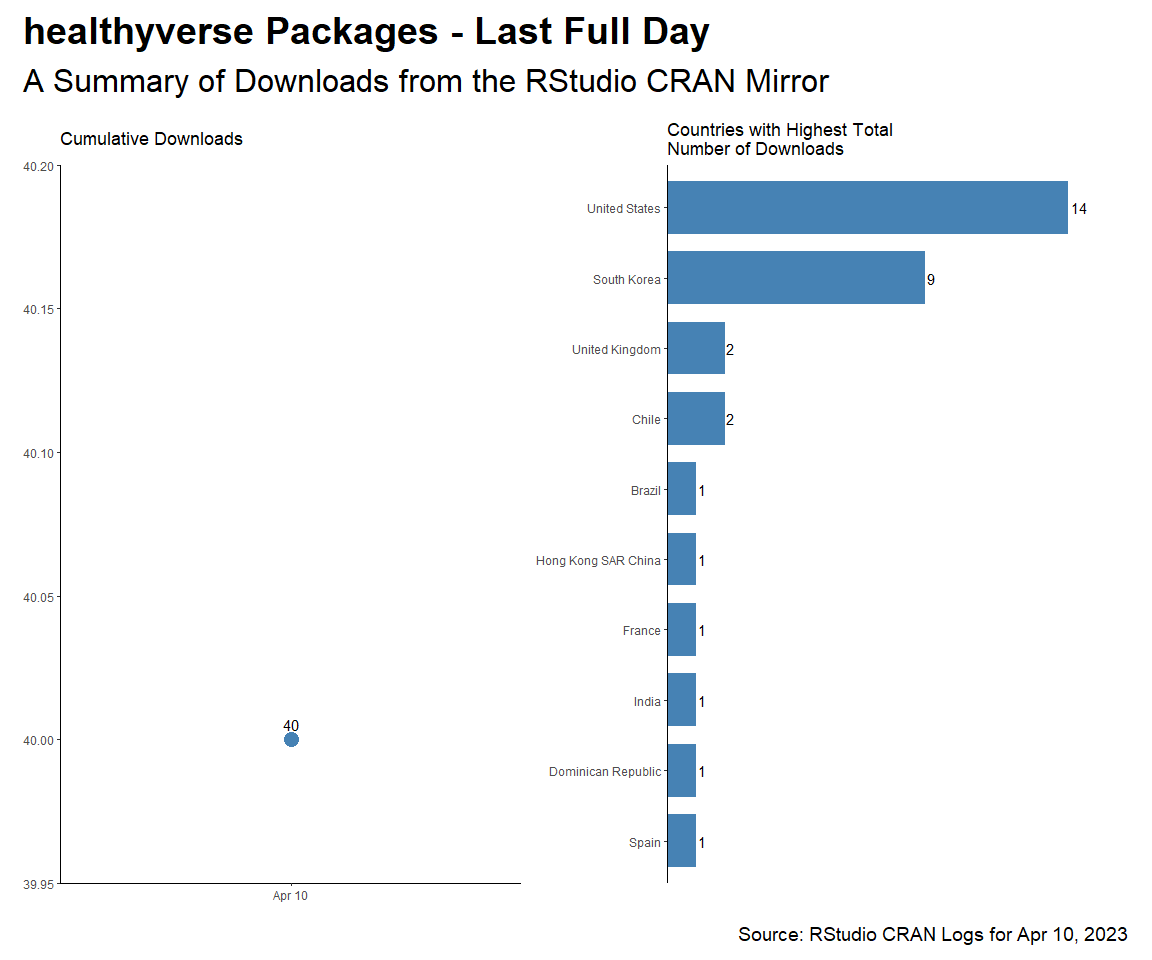 healthyverse Packages - Last Full Day
A Summary of Downloads from the RStudio CRAN Mirror
Cumulative Downloads
40.20
40.15
40.10
40.05
40.00
39.95
40
Apr 10
Countries with Highest Total
Number of Downloads
United States 14
South Korea 9
United Kingdom 2
Chile 2
Brazil 1
Hong Kong SAR China 1
France 1
India 1
Dominican Republic 1
Spain 1
Source: RStudio CRAN Logs for Apr 10, 2023